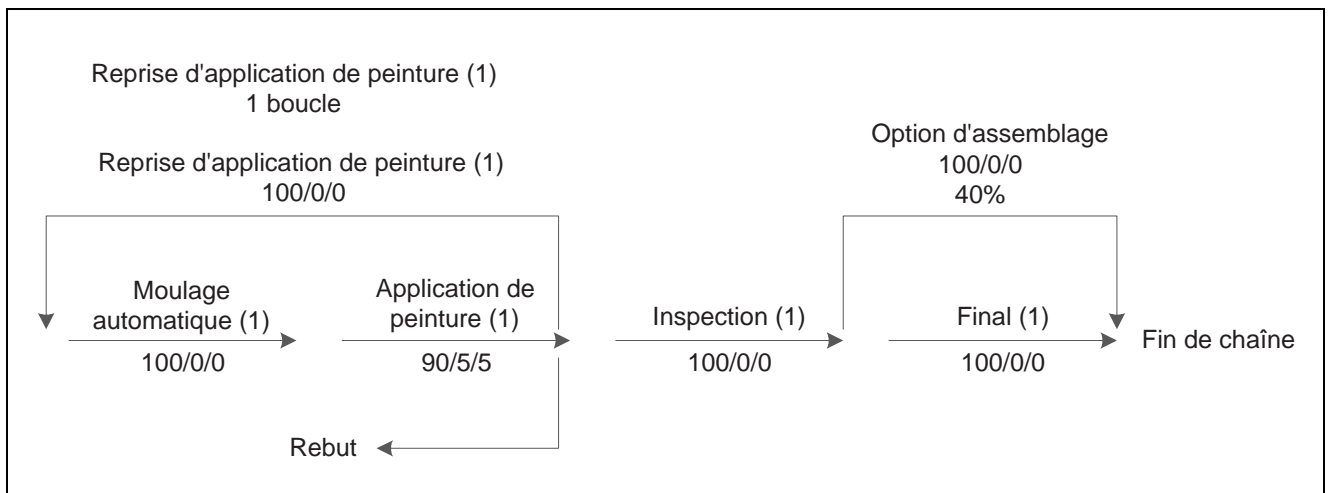 Reprise d'application de peinture (1)
1 boucle
Reprise d'application de peinture (1)
100/0/0
Option d'assemblage
100/0/0
40%
Moulage
automatique (1)
100/0/0
Application de
peinture (1)
90/5/5
Inspection (1)
100/0/0
Final (1)
100/0/0
Fin de chaîne
Rebut